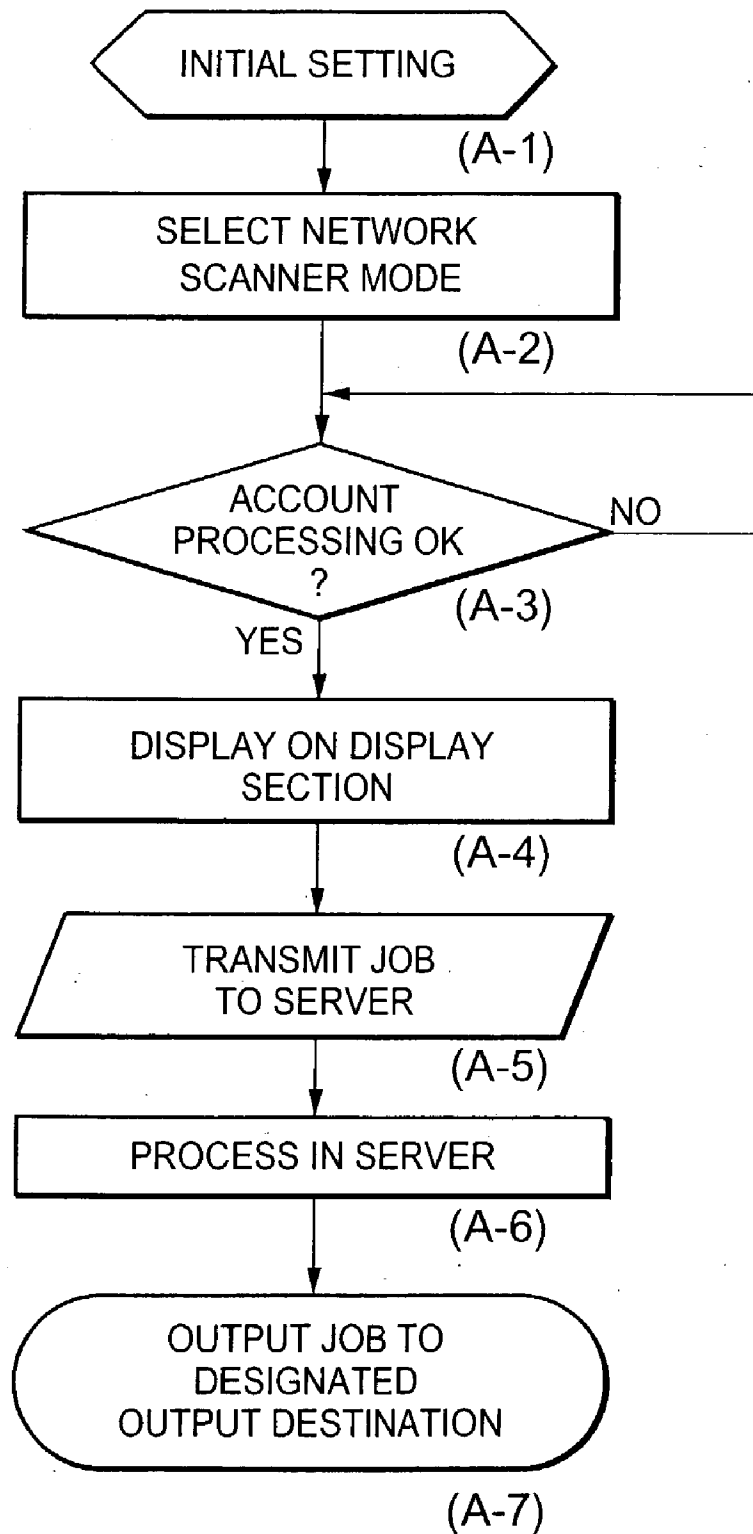 INITIAL SETTING
(A-1)
SELECT NETWORK
SCANNER MODE
(A-2)
ACCOUNT
PROCESSING OK
?
NO
(A-3)
YES
DISPLAY ON DISPLAY
SECTION
(A-4)
TRANSMIT JOB
TO SERVER
(A-5)
PROCESS IN SERVER
(A-6)
OUTPUT JOB TO
DESIGNATED
OUTPUT DESTINATION
(A-7)